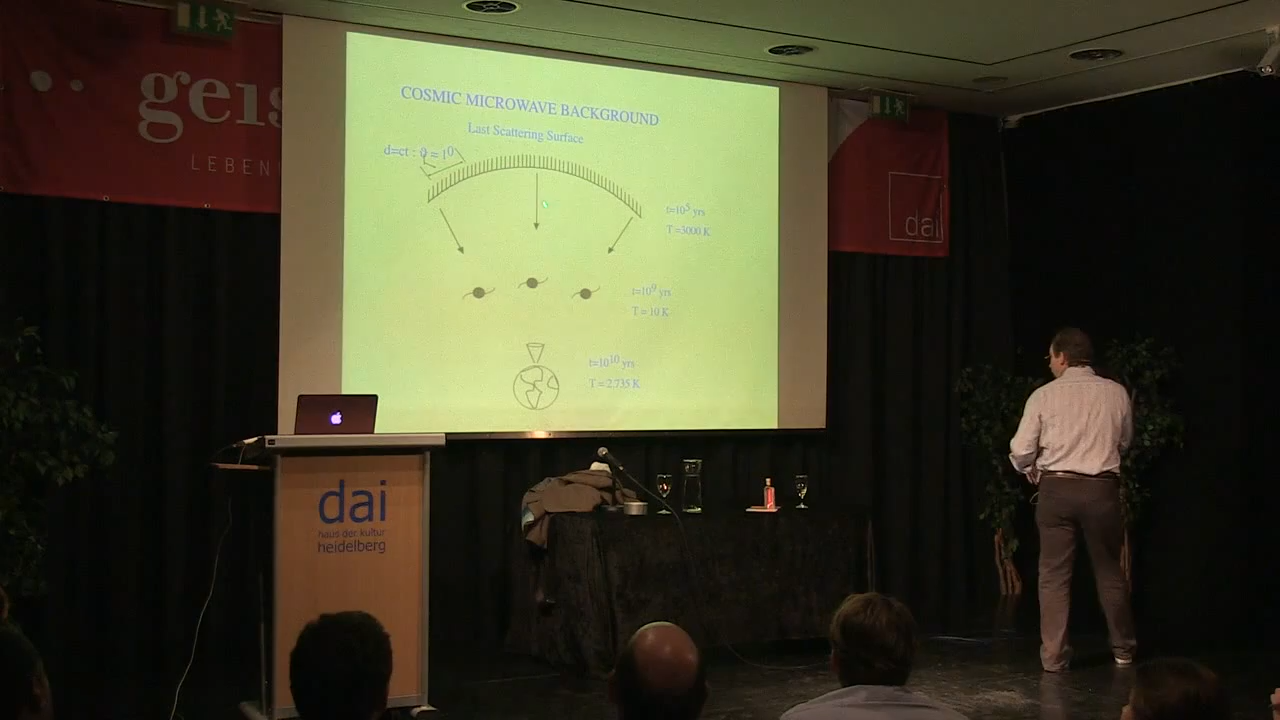 geis
LEBEN
COSMIC MICROWAVE BACKGROUND
Last Scattering Surface
d=ct : θ = 1⁰
t=10⁵ yrs
T =3000 K
t=10⁹ yrs
T = 10 K
t=10¹⁰ yrs
T = 2.735 K
dai
dai
haus der kultur
heidelberg